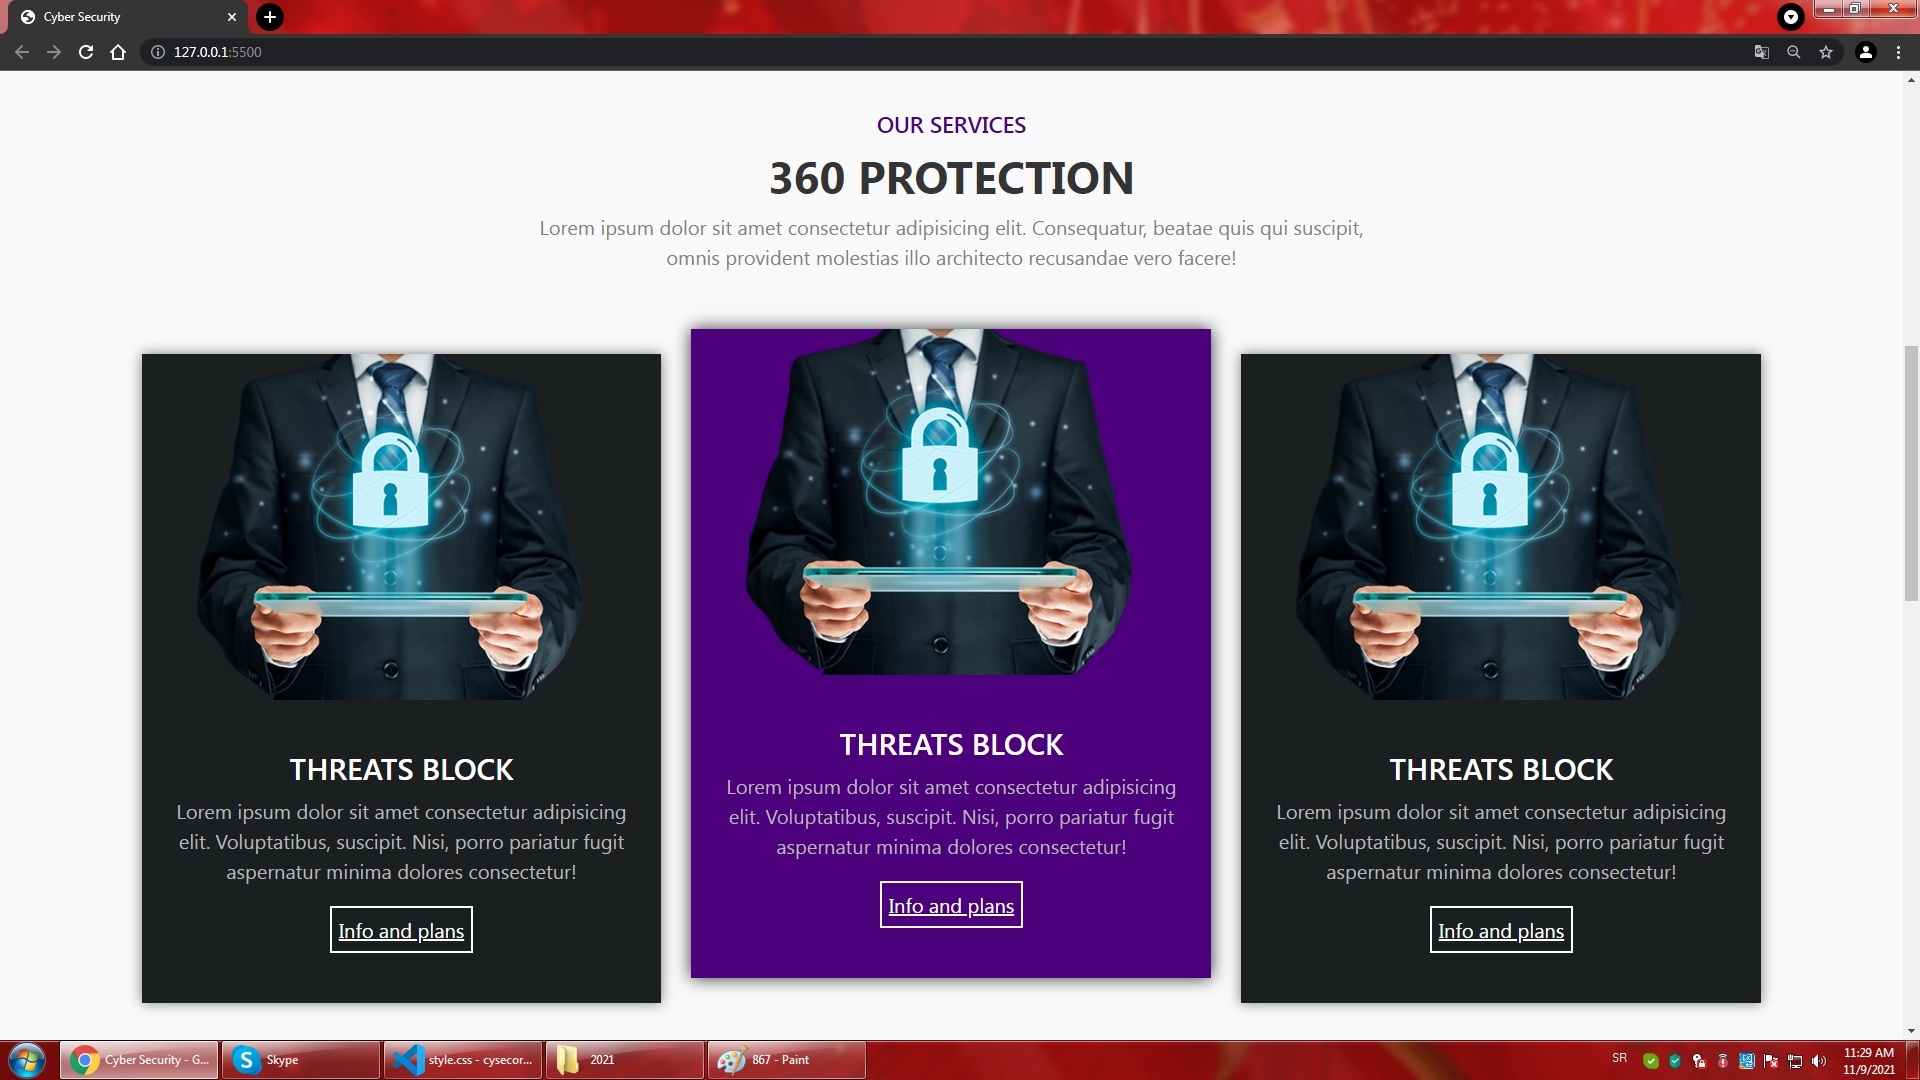 Cyber Security
127.0.0.1:5500
OUR SERVICES
360 PROTECTION
Lorem ipsum dolor sit amet consectetur adipisicing elit. Consequatur, beatae quis qui suscipit,
omnis provident molestias illo architecto recusandae vero facere!
THREATS BLOCK
Lorem ipsum dolor sit amet consectetur adipisicing
elit. Voluptatibus, suscipit. Nisi, porro pariatur fugit
aspernatur minima dolores consectetur!
Info and plans
THREATS BLOCK
Lorem ipsum dolor sit amet consectetur adipisicing
elit. Voluptatibus, suscipit. Nisi, porro pariatur fugit
aspernatur minima dolores consectetur!
Info and plans
THREATS BLOCK
Lorem ipsum dolor sit amet consectetur adipisicing
elit. Voluptatibus, suscipit. Nisi, porro pariatur fugit
aspernatur minima dolores consectetur!
Info and plans
Cyber Security - G...
Skype
style.css - cysecor...
2021
867 - Paint
SR
11:29 AM
11/9/2021